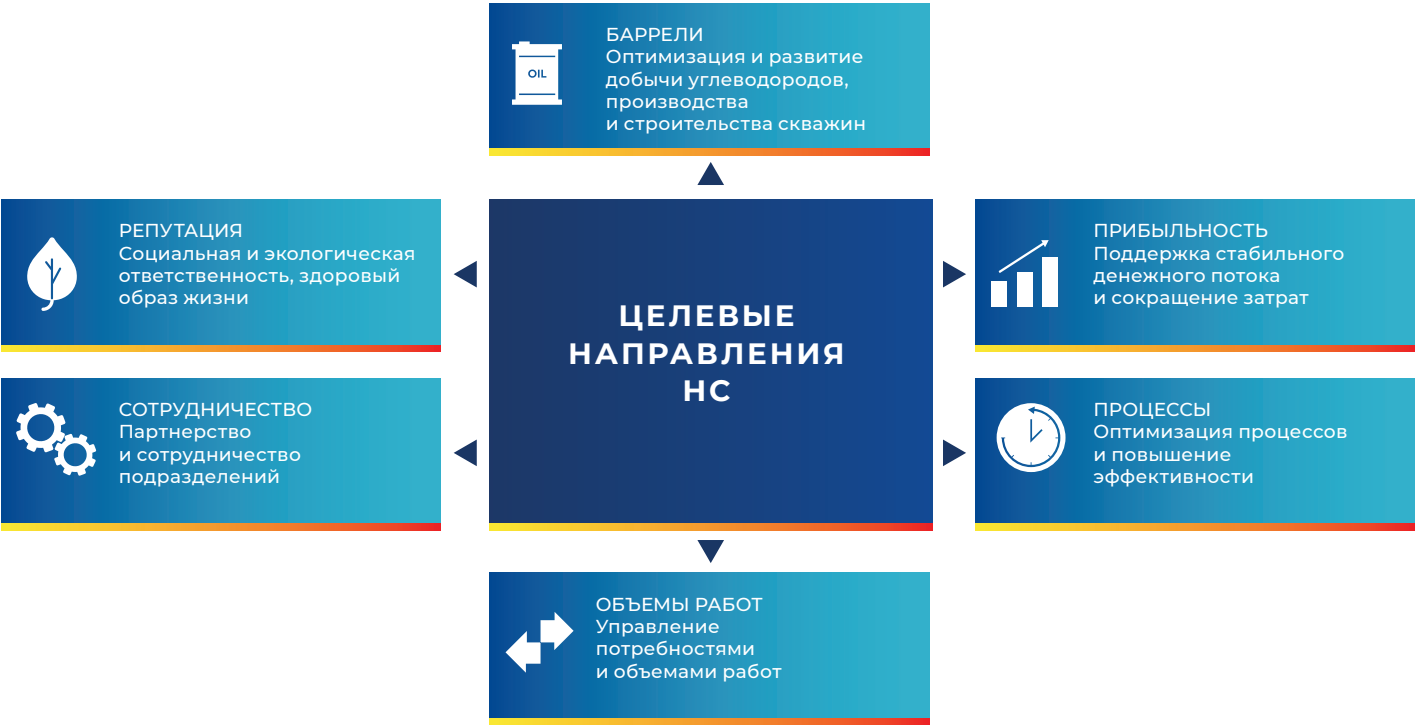 OIL
БАРРЕЛИ
Оптимизация и развитие
добычи углеводородов,
производства
и строительства скважин
РЕПУТАЦИЯ
Социальная и экологическая
ответственность, здоровый
образ жизни
ЦЕЛЕВЫЕ
НАПРАВЛЕНИЯ
НС
ПРИБЫЛЬНОСТЬ
Поддержка стабильного
денежного потока
и сокращение затрат
СОТРУДНИЧЕСТВО
Партнерство
и сотрудничество
подразделений
ПРОЦЕССЫ
Оптимизация процессов
и повышение
эффективности
ОБЪЕМЫ РАБОТ
Управление
потребностями
и объемами работ